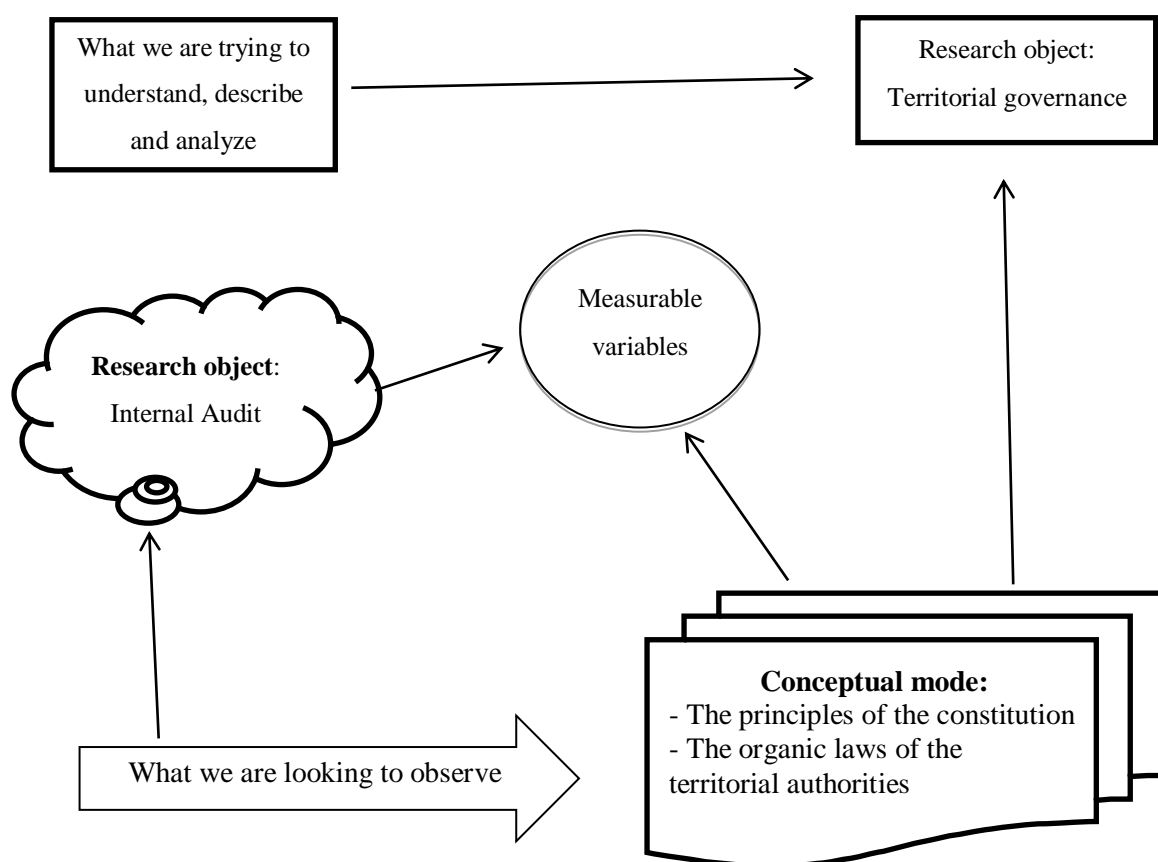 What we are trying to
understand, describe
and analyze
Research object:
Territorial governance
Measurable
variables
Research object:
Internal Audit
Conceptual mode:
- The principles of the constitution
- The organic laws of the
territorial authorities
What we are looking to observe